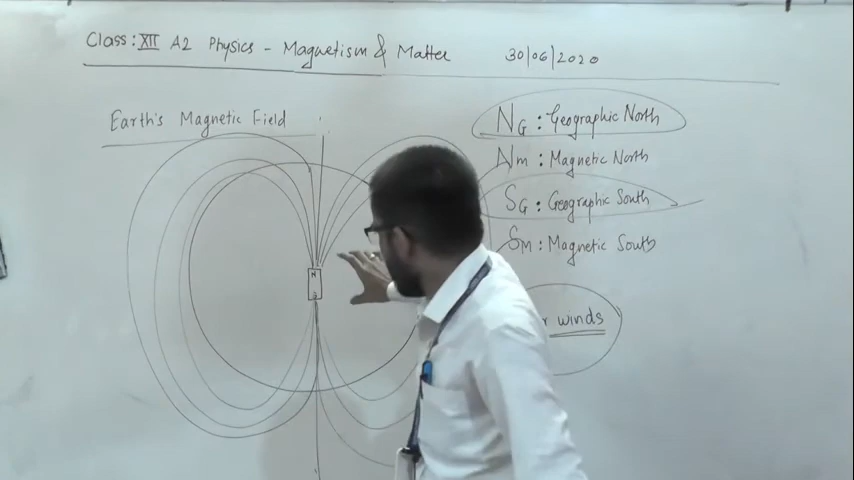 Class: XII A2 Physics - Magnetism & Matter 30/06/2020
Earth's Magnetic Field
NG : Geographic North
Nm : Magnetic North
SG : Geographic South
SM : Magnetic South
winds
N
S